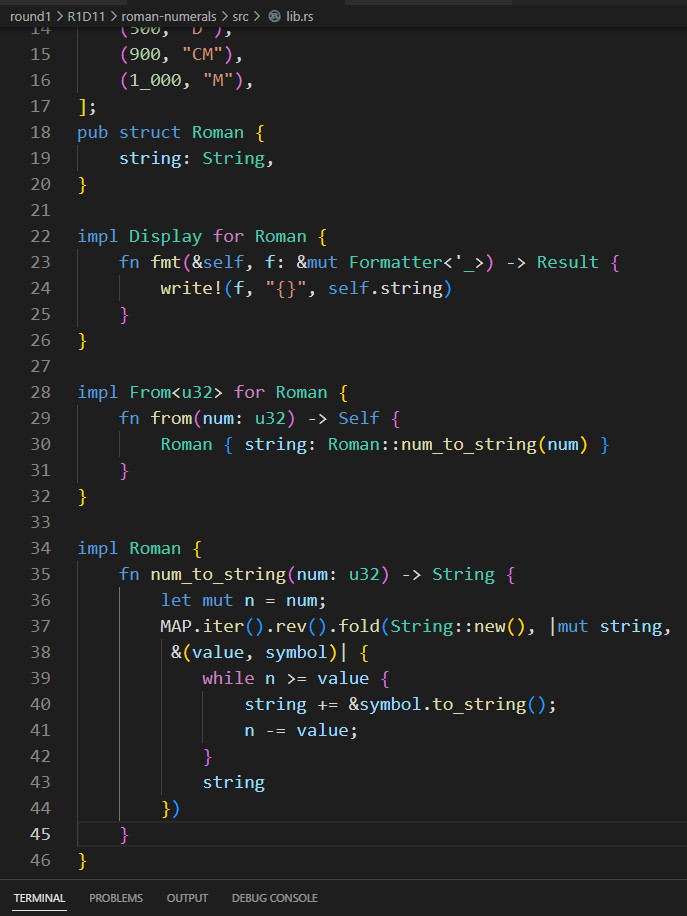 round1 > R1D11 > roman-numerals > src > lib.rs
14 (500, "D"),
15 (900, "CM"),
16 (1_000, "M"),
17 ];
18 pub struct Roman {
19 string: String,
20 }
21
22 impl Display for Roman {
23 fn fmt(&self, f: &mut Formatter<'_>) -> Result {
24 write!(f, "{}", self.string)
25 }
26 }
27
28 impl From<u32> for Roman {
29 fn from(num: u32) -> Self {
30 Roman { string: Roman::num_to_string(num) }
31 }
32 }
33
34 impl Roman {
35 fn num_to_string(num: u32) -> String {
36 let mut n = num;
37 MAP.iter().rev().fold(String::new(), |mut string,
38 &(value, symbol)| {
39 while n >= value {
40 string += &symbol.to_string();
41 n -= value;
42 }
43 string
44 })
45 }
46 }
TERMINAL PROBLEMS OUTPUT DEBUG CONSOLE